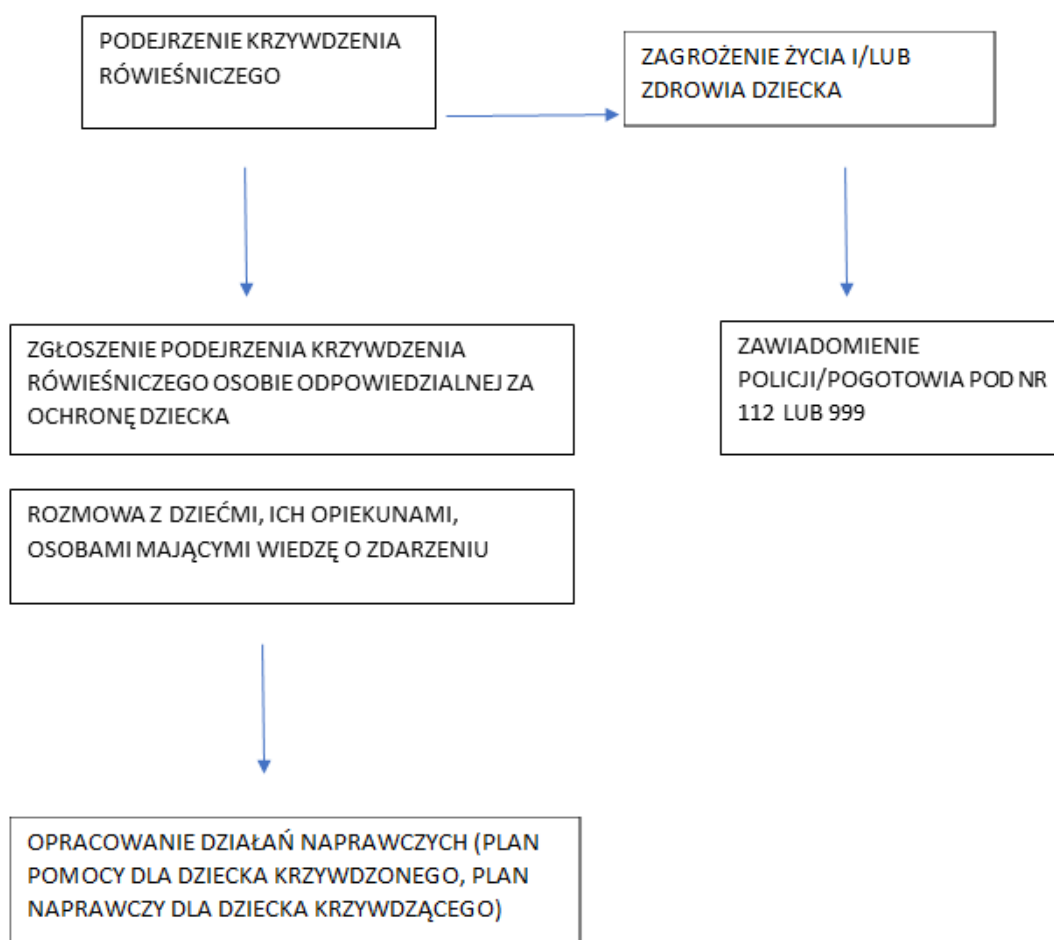 PODEJRZENIE KRZYWDZENIA
RÓWIEŚNICZEGO
ZAGROŻENIE ŻYCIA I/LUB
ZDROWIA DZIECKA
ZGŁOSZENIE PODEJRZENIA KRZYWDZENIA
RÓWIEŚNICZEGO OSOBIE ODPOWIEDZIALNEJ ZA
OCHRONĘ DZIECKA
ZAWIADOMIENIE
POLICJI/POGOTOWIA POD NR
112 LUB 999
ROZMOWA Z DZIEĆMI, ICH OPIEKUNAMI,
OSOBAMI MAJĄCYMI WIEDZĘ O ZDARZENIU
OPRACOWANIE DZIAŁAŃ NAPRAWCZYCH (PLAN
POMOCY DLA DZIECKA KRZYWDZONEGO, PLAN
NAPRAWCZY DLA DZIECKA KRZYWDZĄCEGO)